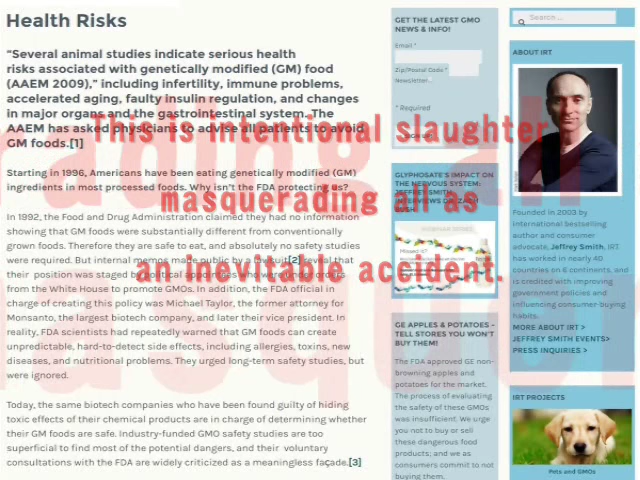 Health Risks
"Several animal studies indicate serious health
risks associated with genetically modified (GM) food
(AAEM 2009)," including infertility, immune problems,
accelerated aging, faulty insulin regulation, and changes
in major organs and the gastrointestinal system. The
AAEM has asked physicians to advise all patients to avoid
GM foods.[1]
Starting in 1996, Americans have been eating genetically modified (GM)
ingredients in most processed foods. Why isn't the FDA protecting us?
In 1992, the Food and Drug Administration claimed they had no information
showing that GM foods were substantially different from conventionally
grown foods. Therefore they are safe to eat, and absolutely no safety studies
were required. But internal memos made public by a lawsuit[2] reveal that
their position was staged by political appointees who were under orders
from the White House to promote GMOs. In addition, the FDA official in
charge of creating this policy was Michael Taylor, the former attorney for
Monsanto, the largest biotech company, and later their vice president. In
reality, FDA scientists had repeatedly warned that GM foods can create
unpredictable, hard-to-detect side effects, including allergies, toxins, new
diseases, and nutritional problems. They urged long-term safety studies, but
were ignored.
Today, the same biotech companies who have been found guilty of hiding
toxic effects of their chemical products are in charge of determining whether
their GM foods are safe. Industry-funded GMO safety studies are too
superficial to find most of the potential dangers, and their voluntary
consultations with the FDA are widely criticized as a meaningless façade.[3]
This is intentional slaughter
masquerading all as
an inevitable accident.
GET THE LATEST GMO
NEWS & INFO!
Email *
Zip/Postal Code *
Newsletter
* Required
SIGN UP
GLYPHOGATE'S IMPACT ON
THE NERVOUS SYSTEM:
JEFFREY SMITH
INTERVIEWS DR. ZACH
BUSH
GE APPLES & POTATOES –
TELL STORES YOU WON'T
BUY THEM!
The FDA approved GE non-
browning apples and
potatoes for the market.
The process of evaluating
the safety of these GMOs
was insufficient. We urge
you not to buy or sell
these dangerous food
products; and we as
consumers commit to not
buying them.
Search ...
ABOUT IRT
Founded in 2003 by
international bestselling
author and consumer
advocate, Jeffrey Smith, IRT
has worked in nearly 40
countries on 6 continents, and
is credited with improving
government policies and
influencing consumer-buying
habits.
MORE ABOUT IRT >
JEFFREY SMITH EVENTS>
PRESS INQUIRIES >
IRT PROJECTS
Pets and GMOs